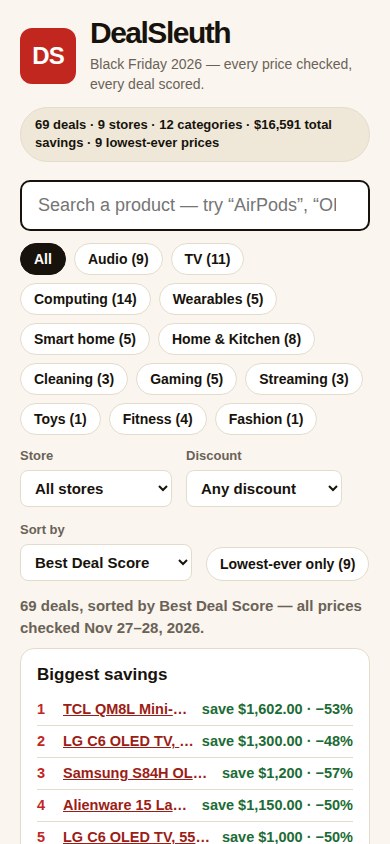 DS
DealSleuth
Black Friday 2026 — every price checked,
every deal scored.
69 deals · 9 stores · 12 categories · $16,591 total
savings · 9 lowest-ever prices
Search a product — try “AirPods”, “Ol
All
Audio (9)
TV (11)
Computing (14)
Wearables (5)
Smart home (5)
Home & Kitchen (8)
Cleaning (3)
Gaming (5)
Streaming (3)
Toys (1)
Fitness (4)
Fashion (1)
Store
Discount
All stores
Any discount
Sort by
Best Deal Score
Lowest-ever only (9)
69 deals, sorted by Best Deal Score — all prices
checked Nov 27–28, 2026.
Biggest savings
1 TCL QM8L Mini-… save $1,602.00 · −53%
2 LG C6 OLED TV, … save $1,300.00 · −48%
3 Samsung S84H OL… save $1,200 · −57%
4 Alienware 15 La… save $1,150.00 · −50%
5 LG C6 OLED TV, 55… save $1,000 · −50%